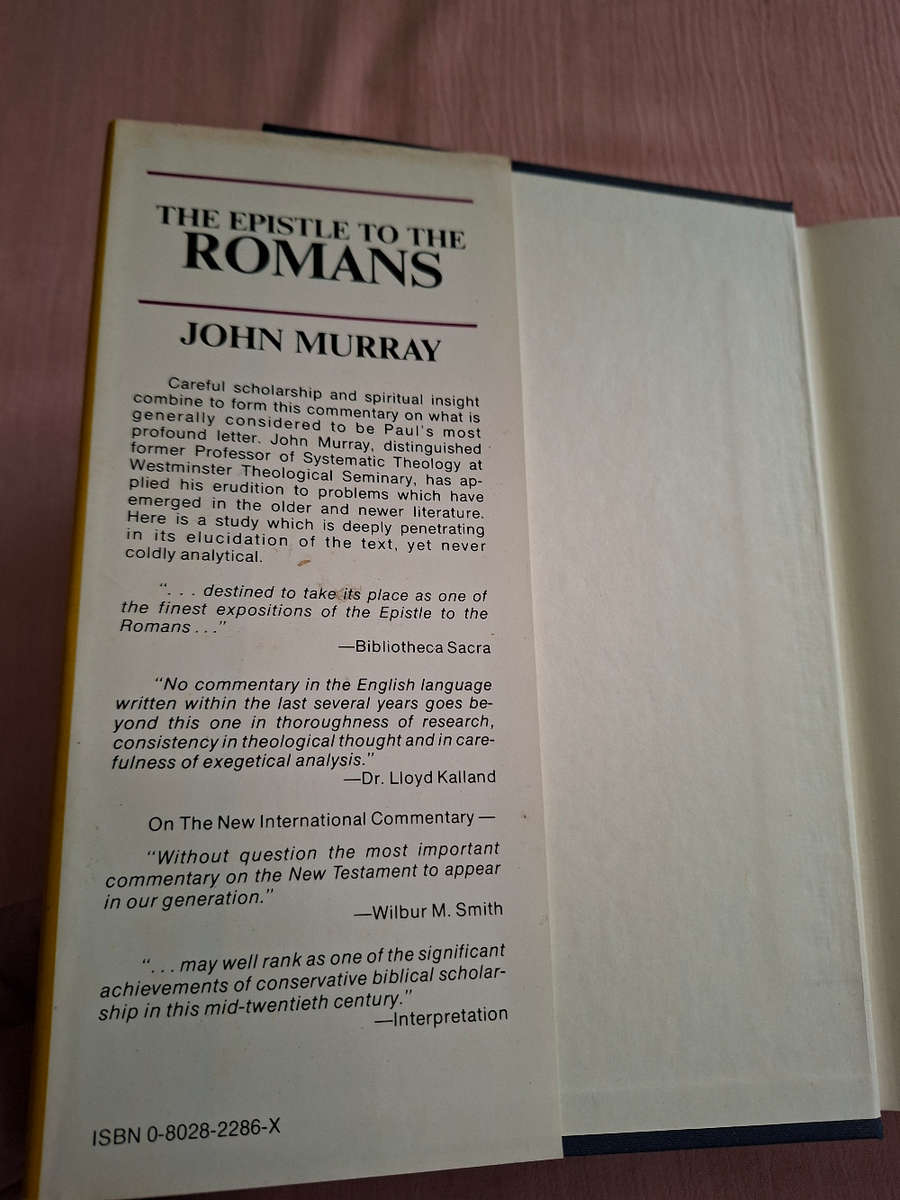 THE EPISTLE TO THE
ROMANS
JOHN MURRAY
Careful scholarship and spiritual insight
combine to form this commentary on what is
generally considered to be Paul's most
profound letter. John Murray, distinguished
former Professor of Systematic Theology at
Westminster Theological Seminary, has ap-
plied his erudition to problems which have
emerged in the older and newer literature.
Here is a study which is deeply penetrating
in its elucidation of the text, yet never
coldly analytical.
". . . destined to take its place as one of
the finest expositions of the Epistle to the
Romans . . ."
—Bibliotheca Sacra
"No commentary in the English language
written within the last several years goes be-
yond this one in thoroughness of research,
consistency in theological thought and in care-
fulness of exegetical analysis."
—Dr. Lloyd Kalland
On The New International Commentary —
"Without question the most important
commentary on the New Testament to appear
in our generation."
—Wilbur M. Smith
". . . may well rank as one of the significant
achievements of conservative biblical scholar-
ship in this mid-twentieth century."
—Interpretation
ISBN 0-8028-2286-X